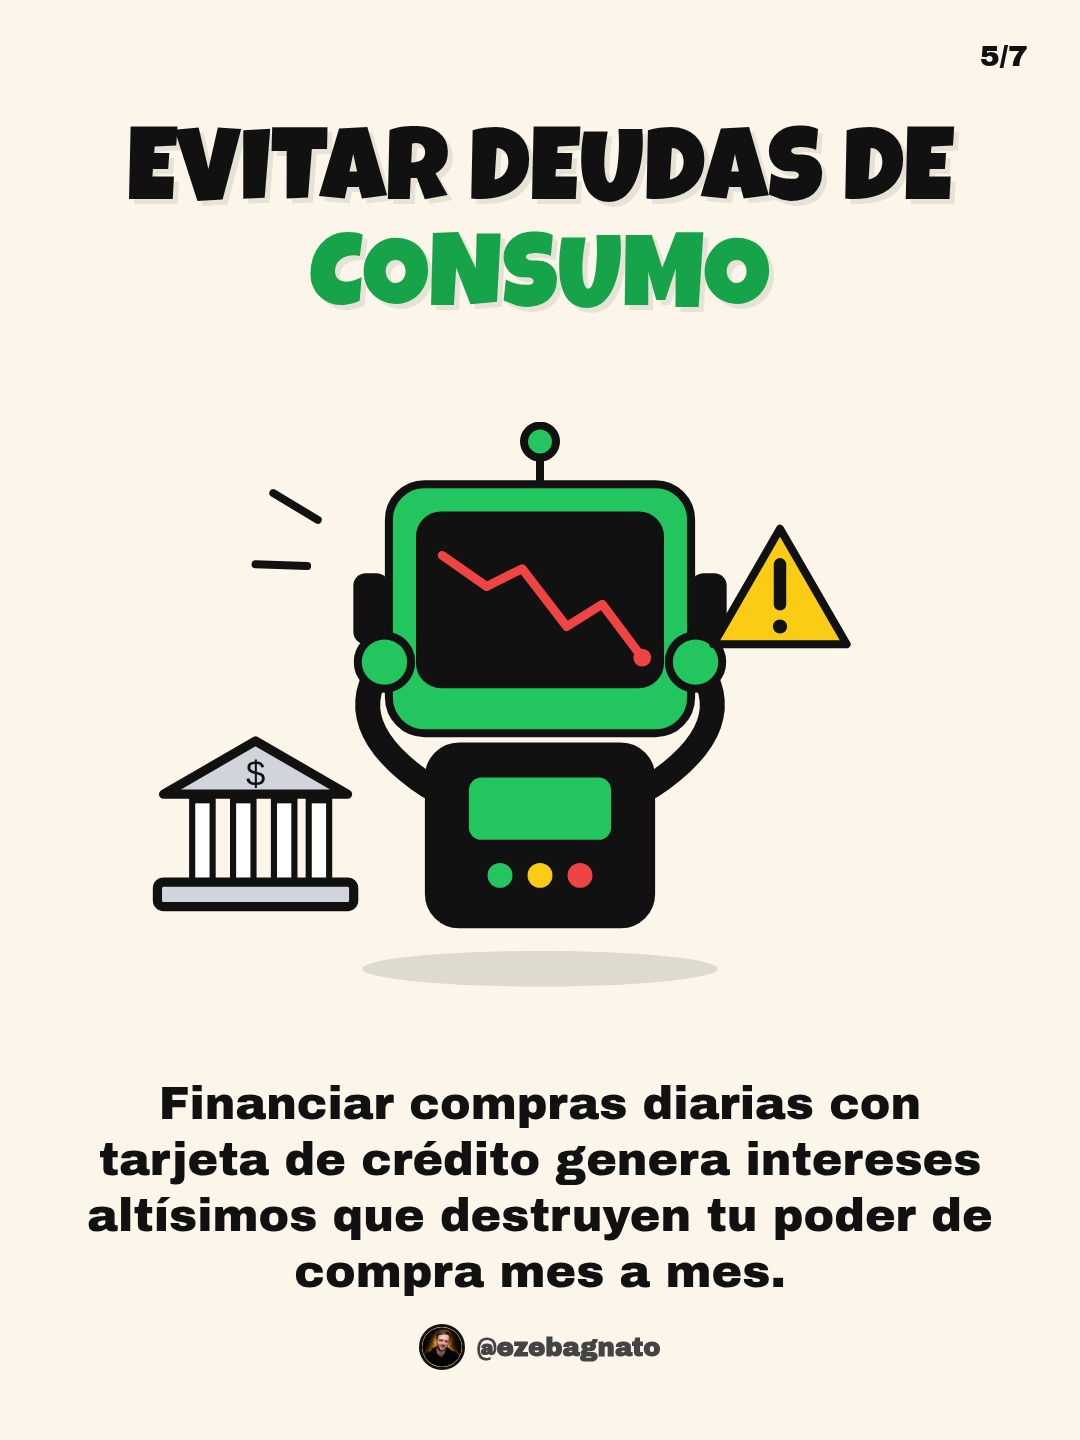 5/7
EVITAR DEUDAS DE
CONSUMO
$
Financiar compras diarias con
tarjeta de crédito genera intereses
altísimos que destruyen tu poder de
compra mes a mes.
@ezebagnato